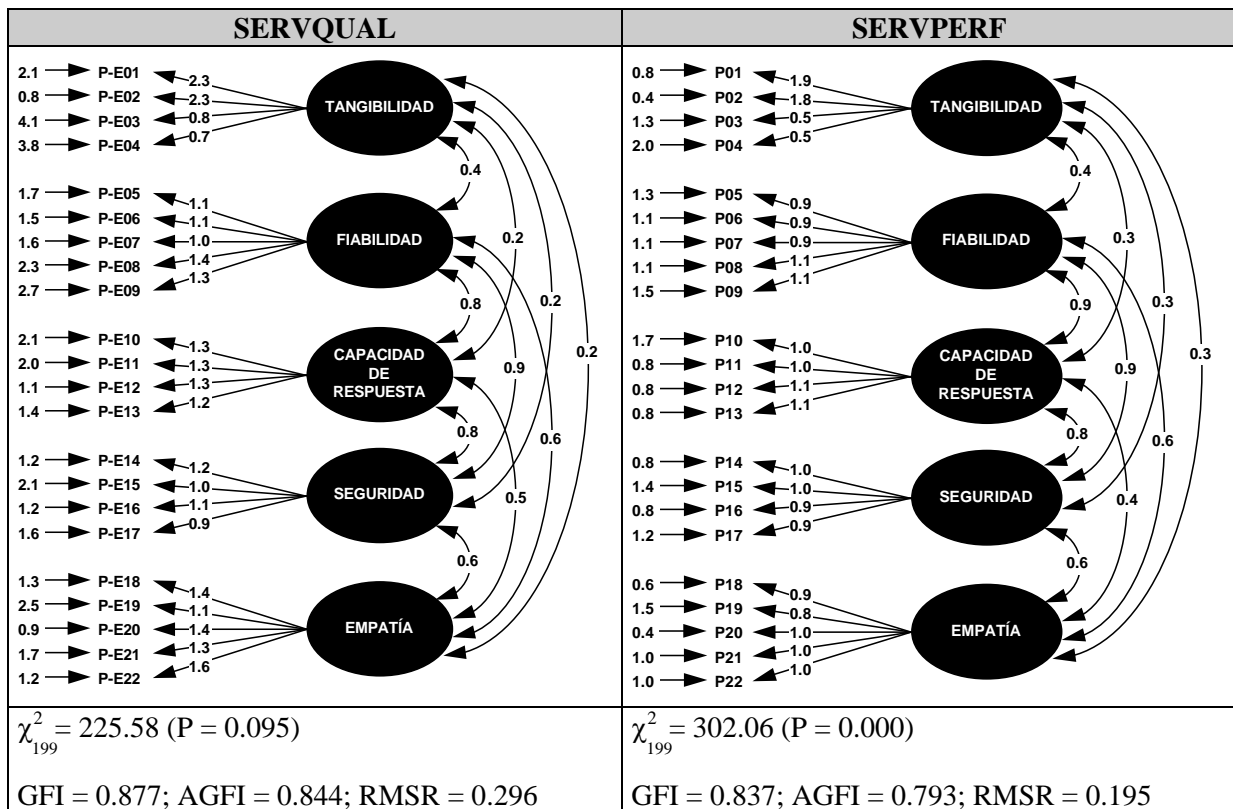 SERVQUAL
2.1 P-E01 2.3
0.8 P-E02 2.3
4.1 P-E03 0.8
3.8 P-E04 0.7
TANGIBILIDAD
0.4
1.7 P-E05 1.1
1.5 P-E06 1.1
1.6 P-E07 1.0
2.3 P-E08 1.4
2.7 P-E09 1.3
FIABILIDAD
0.2
0.8
0.2
2.1 P-E10 1.3
2.0 P-E11 1.3
1.1 P-E12 1.3
1.4 P-E13 1.2
CAPACIDAD
DE
RESPUESTA
0.2
0.9
0.8
0.6
1.2 P-E14 1.2
2.1 P-E15 1.0
1.2 P-E16 1.1
1.6 P-E17 0.9
SEGURIDAD
0.5
0.6
1.3 P-E18 1.4
2.5 P-E19 1.1
0.9 P-E20 1.4
1.7 P-E21 1.3
1.2 P-E22 1.6
EMPATÍA
χ²₁₉₉ = 225.58 (P = 0.095)
GFI = 0.877; AGFI = 0.844; RMSR = 0.296
SERVPERF
0.8 P01 1.9
0.4 P02 1.8
1.3 P03 0.5
2.0 P04 0.5
TANGIBILIDAD
0.4
1.3 P05 0.9
1.1 P06 0.9
1.1 P07 0.9
1.1 P08 1.1
1.5 P09 1.1
FIABILIDAD
0.3
0.3
0.9
1.7 P10 1.0
0.8 P11 1.0
0.8 P12 1.1
0.8 P13 1.1
CAPACIDAD
DE
RESPUESTA
0.3
0.9
0.8
0.6
0.8 P14 1.0
1.4 P15 1.0
0.8 P16 0.9
1.2 P17 0.9
SEGURIDAD
0.4
0.6
0.6 P18 0.9
1.5 P19 0.8
0.4 P20 1.0
1.0 P21 1.0
1.0 P22 1.0
EMPATÍA
χ²₁₉₉ = 302.06 (P = 0.000)
GFI = 0.837; AGFI = 0.793; RMSR = 0.195